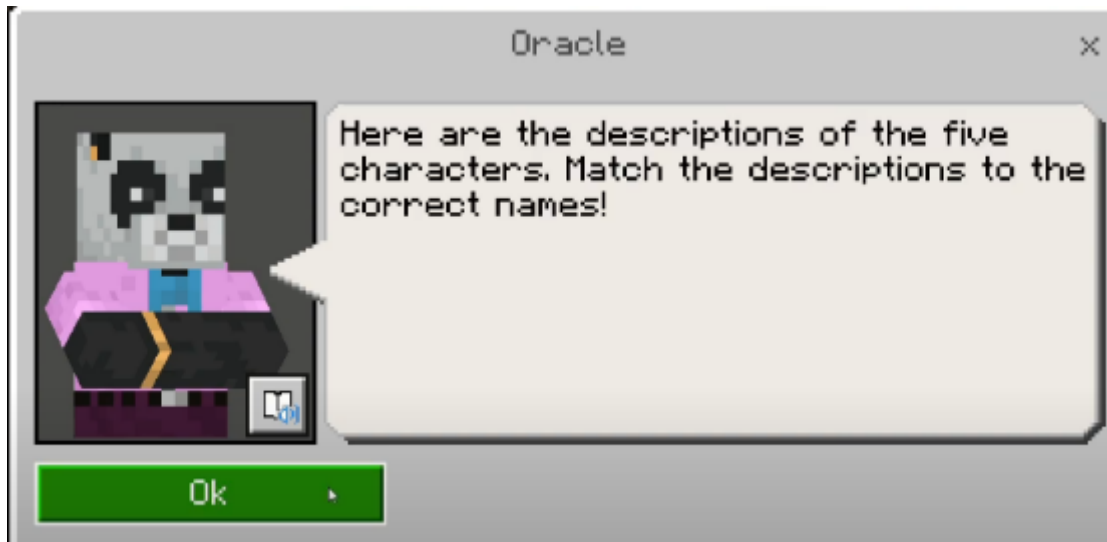 Oracle
x
Here are the descriptions of the five
characters. Match the descriptions to the
correct names!
Ok